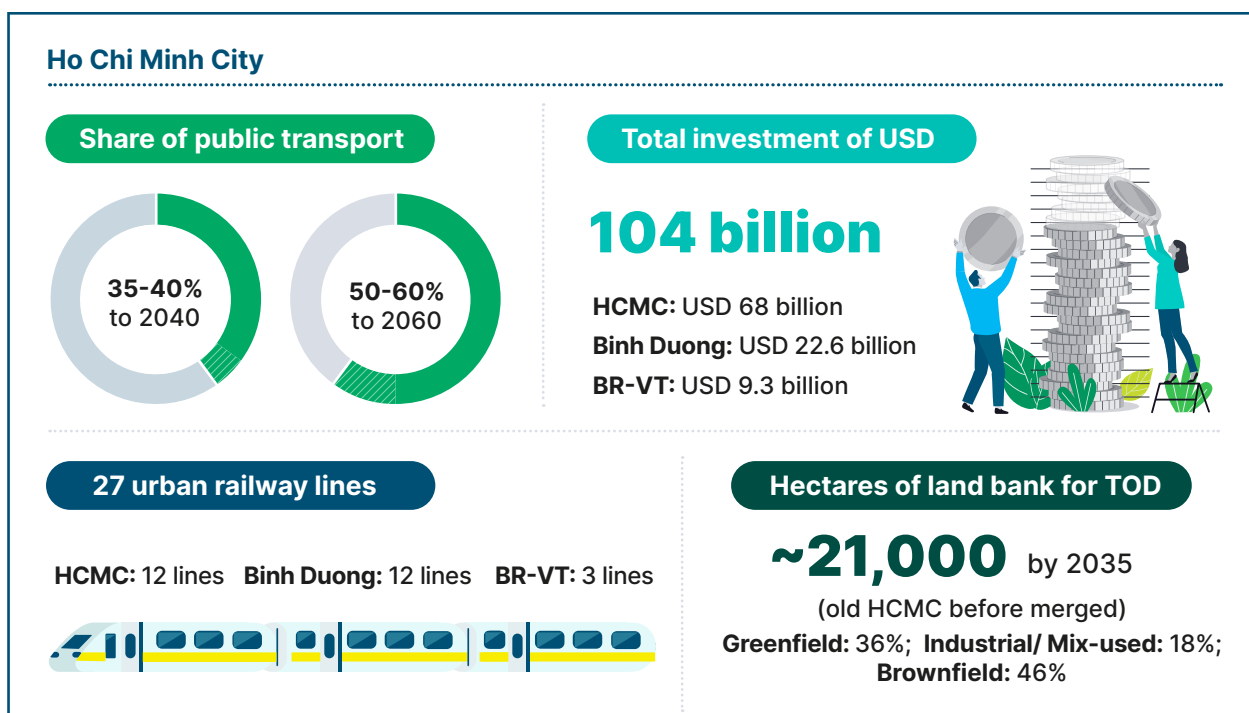 Ho Chi Minh City
Share of public transport
35-40%
to 2040
50-60%
to 2060
Total investment of USD
104 billion
HCMC: USD 68 billion
Binh Duong: USD 22.6 billion
BR-VT: USD 9.3 billion
27 urban railway lines
HCMC: 12 lines Binh Duong: 12 lines BR-VT: 3 lines
Hectares of land bank for TOD
~21,000 by 2035
(old HCMC before merged)
Greenfield: 36%; Industrial/ Mix-used: 18%;
Brownfield: 46%